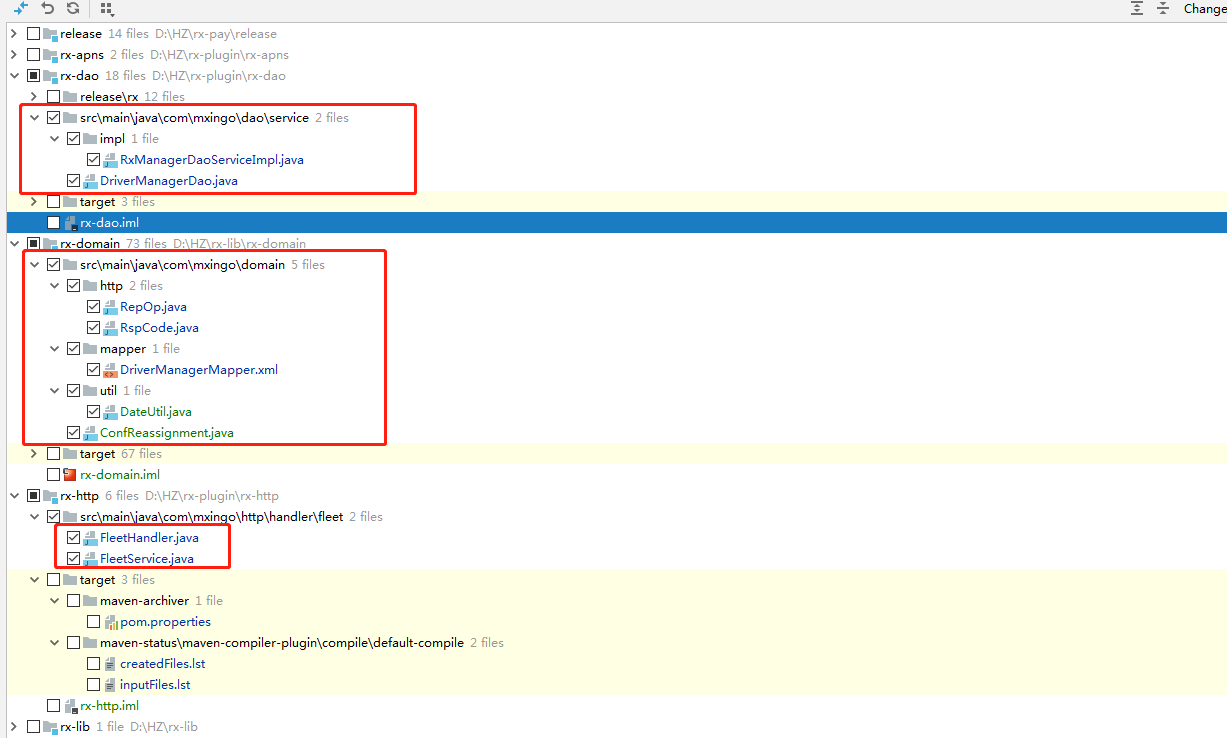 Change
release 14 files D:\HZ\rx-pay\release
rx-apns 2 files D:\HZ\rx-plugin\rx-apns
rx-dao 18 files D:\HZ\rx-plugin\rx-dao
release\rx 12 files
src\main\java\com\mxingo\dao\service 2 files
impl 1 file
RxManagerDaoServiceImpl.java
DriverManagerDao.java
target 3 files
rx-dao.iml
rx-domain 73 files D:\HZ\rx-lib\rx-domain
src\main\java\com\mxingo\domain 5 files
http 2 files
RepOp.java
RspCode.java
mapper 1 file
DriverManagerMapper.xml
util 1 file
DateUtil.java
ConfReassignment.java
target 67 files
rx-domain.iml
rx-http 6 files D:\HZ\rx-plugin\rx-http
src\main\java\com\mxingo\http\handler\fleet 2 files
FleetHandler.java
FleetService.java
target 3 files
maven-archiver 1 file
pom.properties
maven-status\maven-compiler-plugin\compile\default-compile 2 files
createdFiles.lst
inputFiles.lst
rx-http.iml
rx-lib 1 file D:\HZ\rx-lib